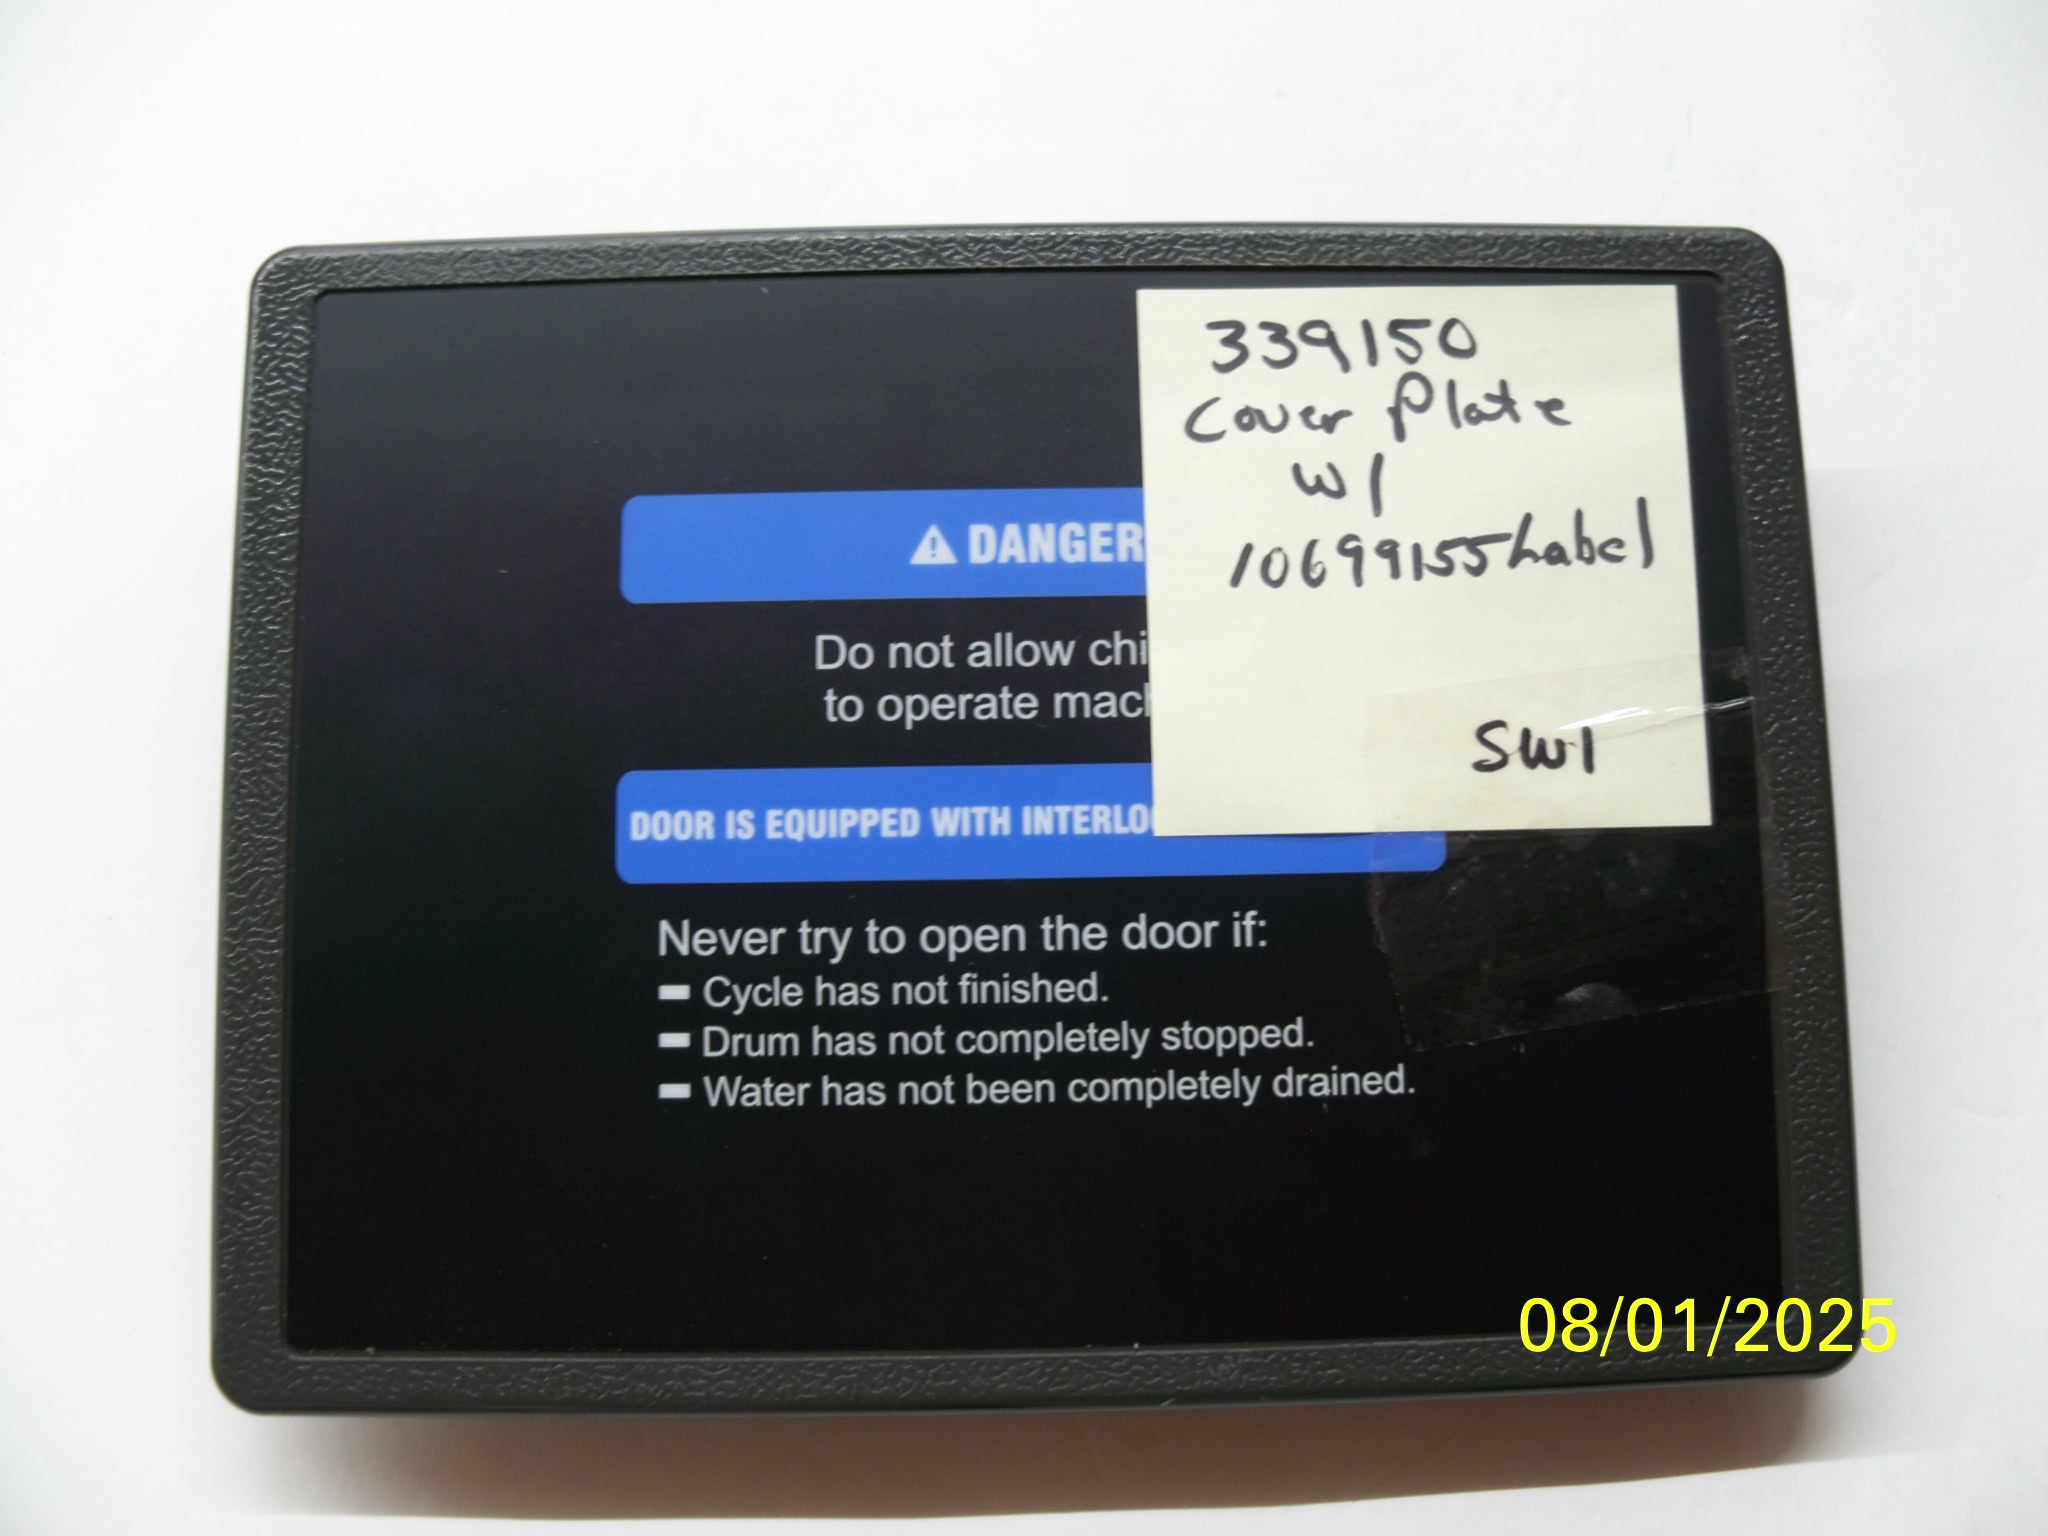 339150
Cover Plate
w/
10699155 Label
SW1
⚠ DANGER
Do not allow chi
to operate mach
DOOR IS EQUIPPED WITH INTERLO
Never try to open the door if:
Cycle has not finished.
Drum has not completely stopped.
Water has not been completely drained.
08/01/2025